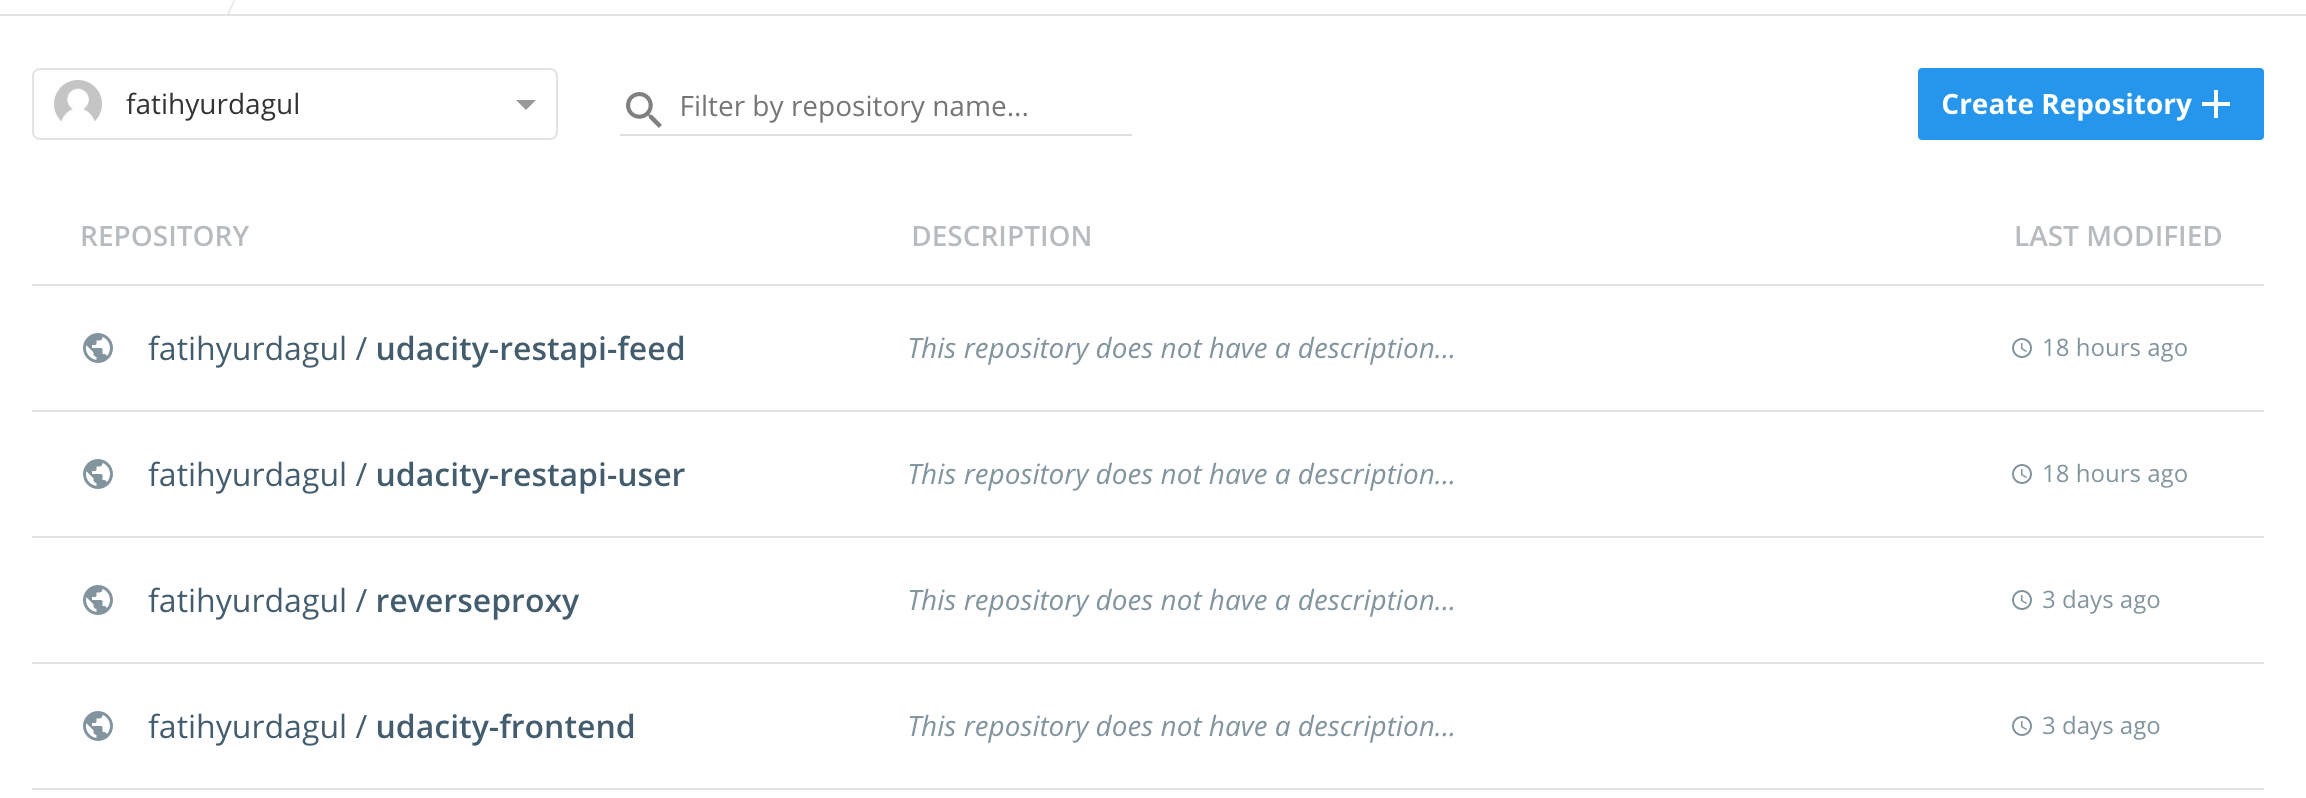 fatihyurdagul
Filter by repository name...
Create Repository
REPOSITORY DESCRIPTION LAST MODIFIED
fatihyurdagul / udacity-restapi-feed This repository does not have a description... 18 hours ago
fatihyurdagul / udacity-restapi-user This repository does not have a description... 18 hours ago
fatihyurdagul / reverseproxy This repository does not have a description... 3 days ago
fatihyurdagul / udacity-frontend This repository does not have a description... 3 days ago